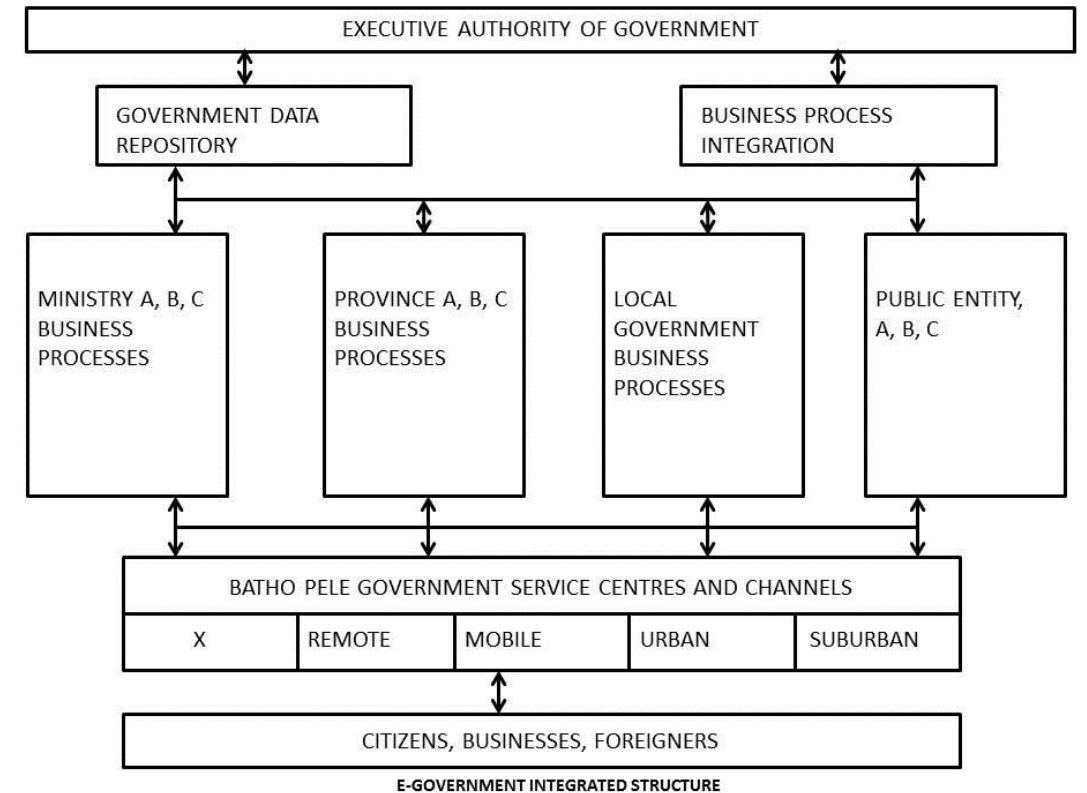 EXECUTIVE AUTHORITY OF GOVERNMENT
GOVERNMENT DATA
REPOSITORY
BUSINESS PROCESS
INTEGRATION
MINISTRY A, B, C
BUSINESS
PROCESSES
PROVINCE A, B, C
BUSINESS
PROCESSES
LOCAL
GOVERNMENT
BUSINESS
PROCESSES
PUBLIC ENTITY,
A, B, C
BATHO PELE GOVERNMENT SERVICE CENTRES AND CHANNELS
X
REMOTE
MOBILE
URBAN
SUBURBAN
CITIZENS, BUSINESSES, FOREIGNERS
E-GOVERNMENT INTEGRATED STRUCTURE